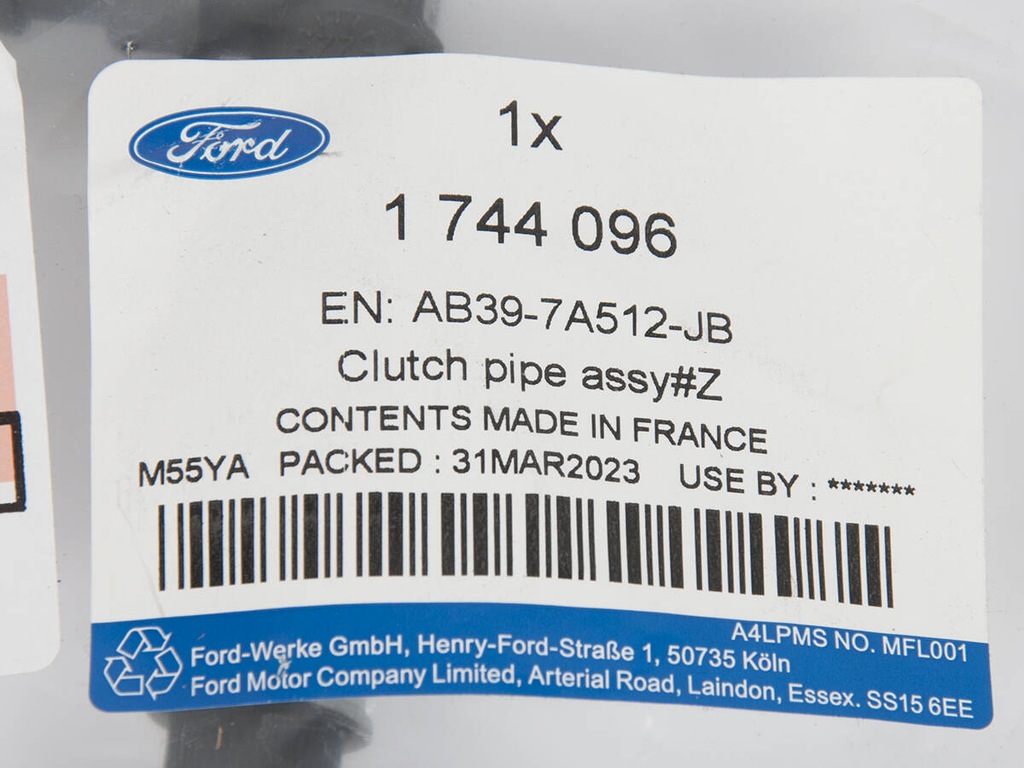 Ford
1x
1 744 096
EN: AB39-7A512-JB
Clutch pipe assy#Z
CONTENTS MADE IN FRANCE
M55YA PACKED : 31MAR2023 USE BY : *******
A4LPMS NO. MFL001
Ford-Werke GmbH, Henry-Ford-Straße 1, 50735 Köln
Ford Motor Company Limited, Arterial Road, Laindon, Essex. SS15 6EE